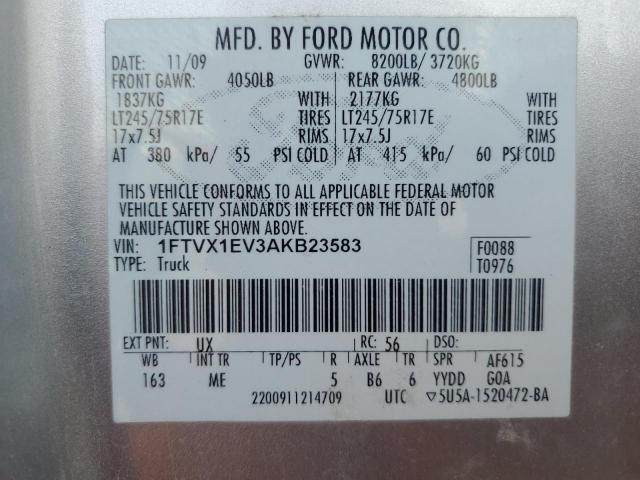 MFD. BY FORD MOTOR CO.
DATE: 11/09 GVWR: 8200LB/ 3720KG
FRONT GAWR: 4050LB REAR GAWR: 4800LB
1837KG WITH 2177KG WITH
LT245/75R17E TIRES LT245/75R17E TIRES
17x7.5J RIMS 17x7.5J RIMS
AT 380 kPa/ 55 PSI COLD AT 415 kPa/ 60 PSI COLD
THIS VEHICLE CONFORMS TO ALL APPLICABLE FEDERAL MOTOR
VEHICLE SAFETY STANDARDS IN EFFECT ON THE DATE OF
MANUFACTURE SHOWN ABOVE.
VIN: 1FTVX1EV3AKB23583 F0088
TYPE: Truck T0976
EXT PNT: UX RC: 56 DSO:
WB INT TR TP/PS R AXLE TR SPR AF615
163 ME 5 B6 6 YYDD GOA
2200911214709 UTC ▽5U5A-1520472-BA